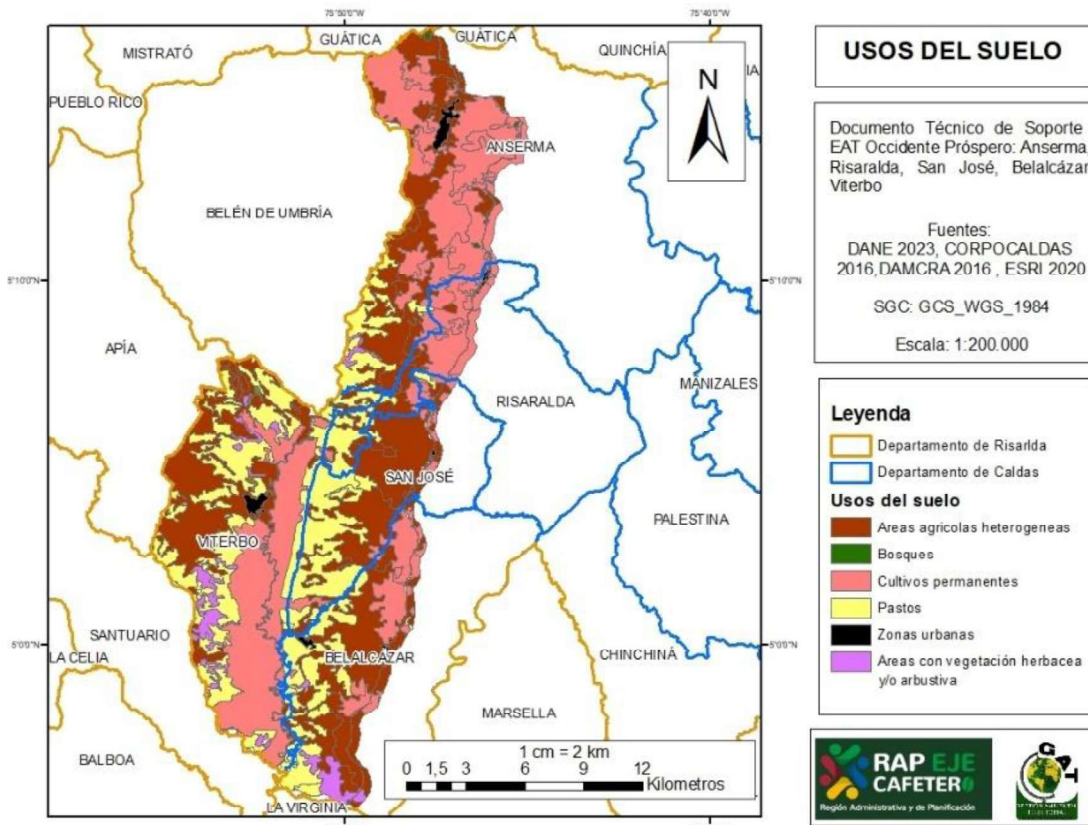 75°50'0"W
75°40'0"W
MISTRATÓ
GUÁTICA
GUÁTICA
QUINCHÍA
IA
PUEBLO RICO
N
ANSERMA
BELÉN DE UMBRÍA
5°10'0"N
5°10'0"N
APÍA
MANIZALES
RISARALDA
SAN JOSÉ
PALESTINA
VITERBO
SANTUARIO
5°0'0"N
5°0'0"N
LA CELIA
BELALCÁZAR
CHINCHINÁ
MARSELLA
BALBOA
1 cm = 2 km
0 1,5 3 6 9 12
Kilometros
LA VIRGINIA
USOS DEL SUELO
Documento Técnico de Soporte
EAT Occidente Próspero: Anserma,
Risaralda, San José, Belalcázar
Viterbo
Fuentes:
DANE 2023, CORPOCALDAS
2016,DAMCRA 2016 , ESRI 2020
SGC: GCS_WGS_1984
Escala: 1:200.000
Leyenda
Departamento de Risarlda
Departamento de Caldas
Usos del suelo
Areas agricolas heterogeneas
Bosques
Cultivos permanentes
Pastos
Zonas urbanas
Areas con vegetación herbacea
y/o arbustiva
RAP EJE
CAFETERO
Región Administrativa y de Planificación
GAT